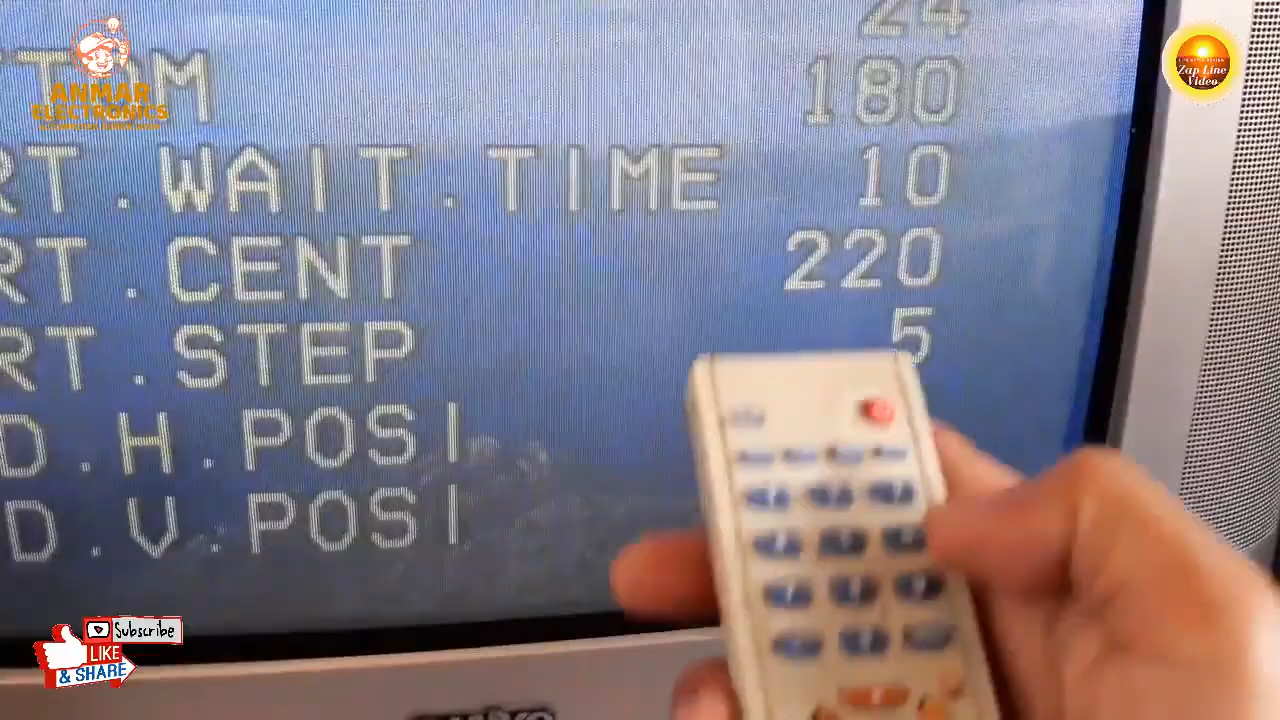 24
TTOM 180
RT.WAIT.TIME 10
RT.CENT 220
RT.STEP 5
D.H.POSI
D.V.POSI
ANMAR
ELECTRONICS
Zap Line
Video
Subscribe
LIKE
& SHARE